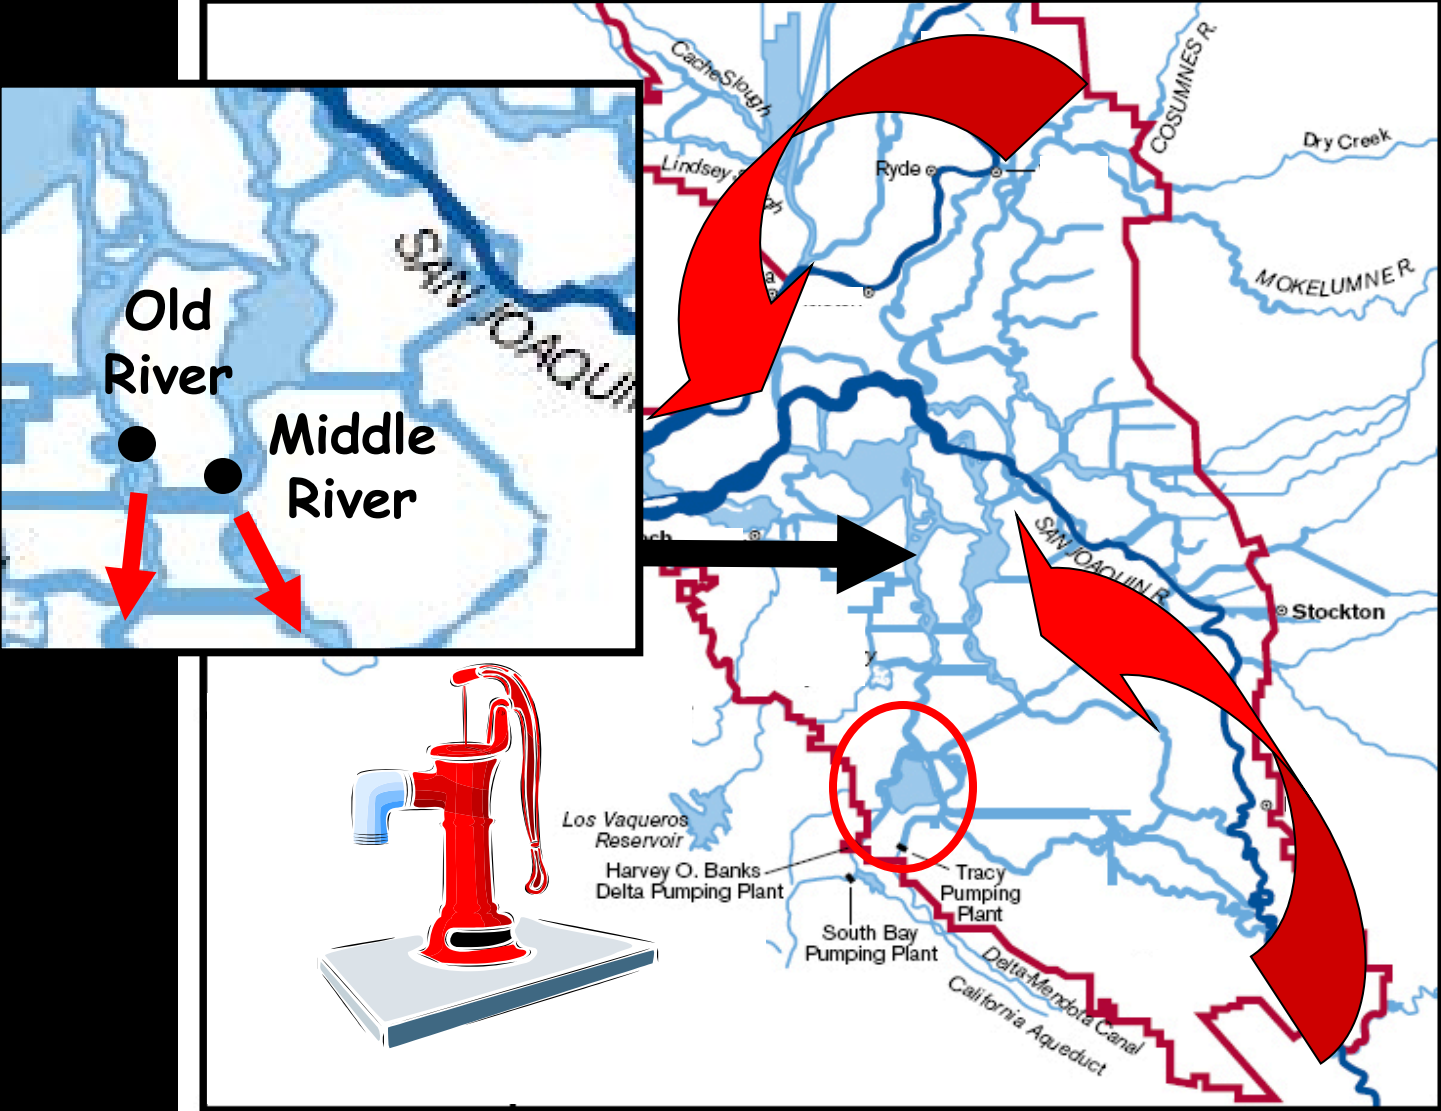 Cache Slough
COSUMNES R.
Dry Creek
Lindsey
Ryde
MOKELUMNE R.
Old
River
SAN JOAQUIN
Middle
River
SAN JOAQUIN R.
Stockton
Los Vaqueros
Reservoir
Harvey O. Banks
Delta Pumping Plant
Tracy
Pumping
Plant
South Bay
Pumping Plant
Delta-Mendota Canal
California Aqueduct